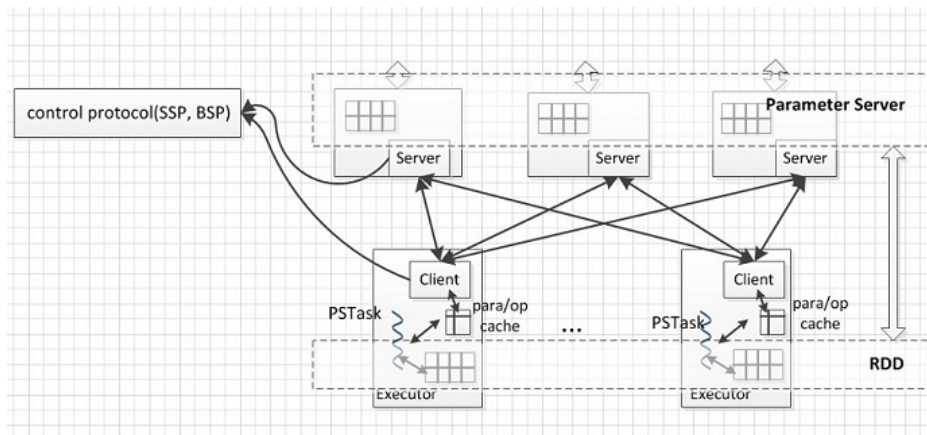 control protocol(SSP, BSP)
Parameter Server
Server
Server
Server
Client
Client
PSTask
para/op
cache
...
PSTask
para/op
cache
RDD
Executor
Executor